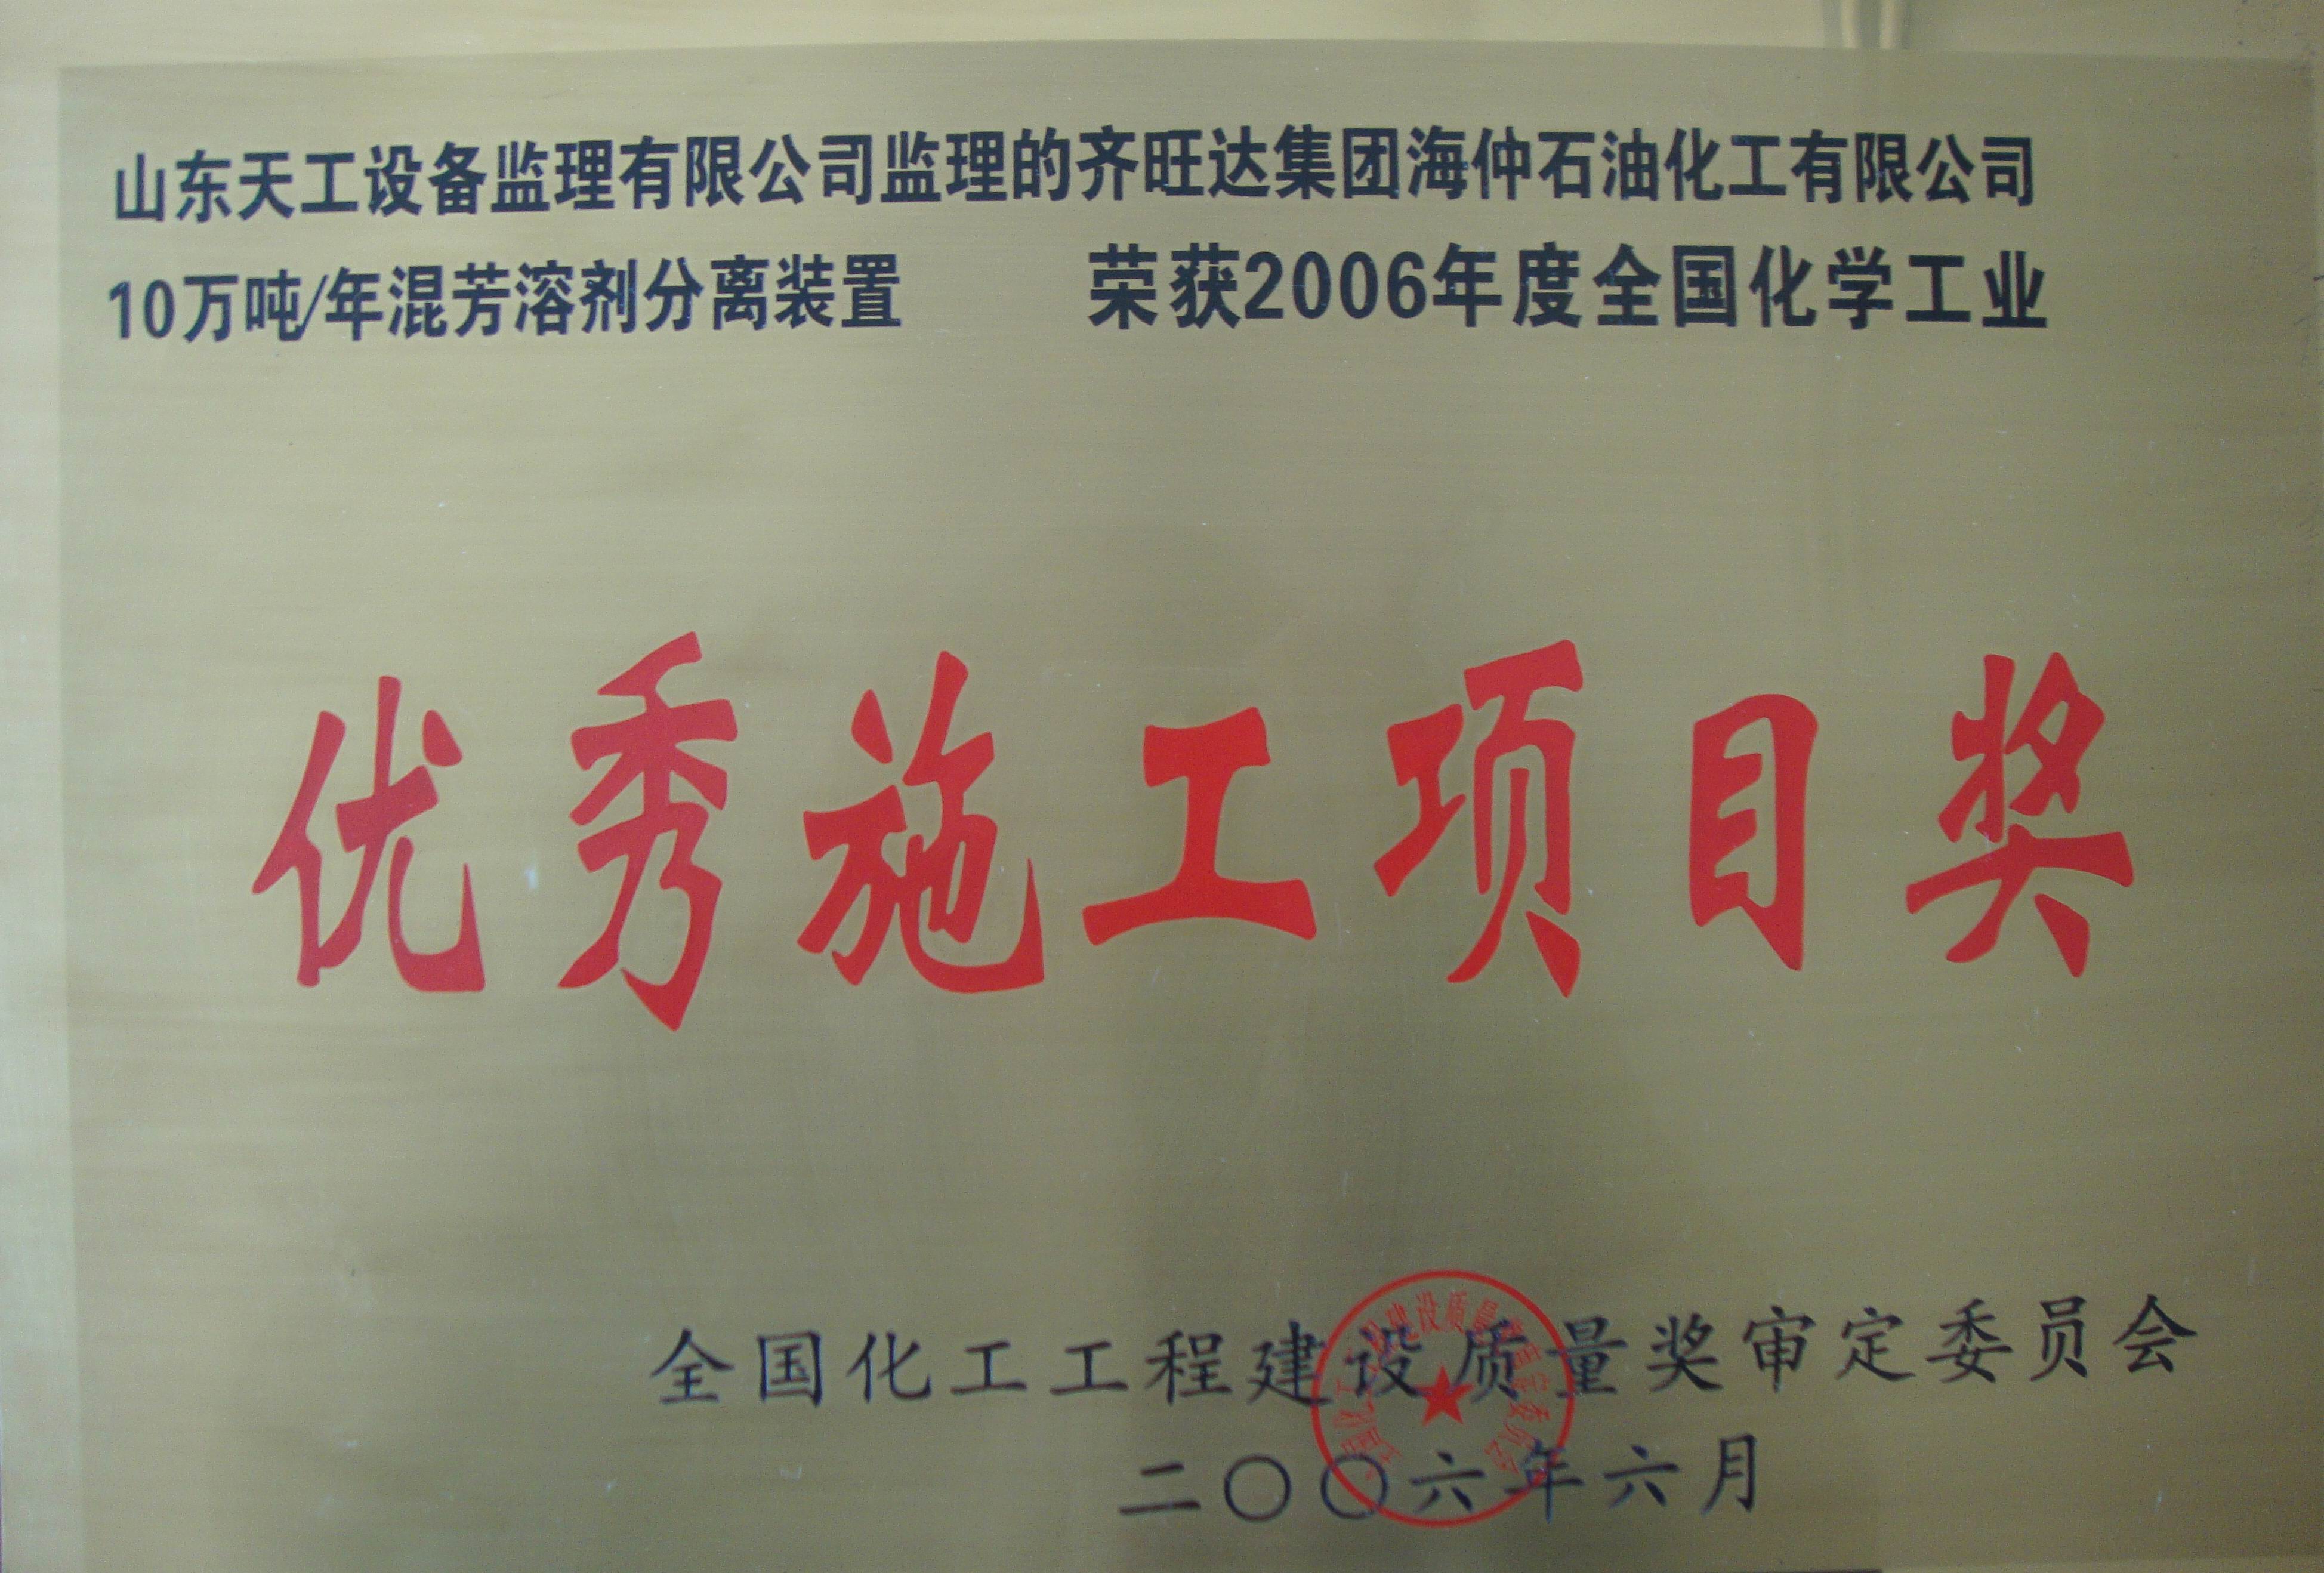 山东天工设备监理有限公司监理的齐旺达集团海仲石油化工有限公司
10万吨/年混芳溶剂分离装置 荣获2006年度全国化学工业
优秀施工项目奖
全国化工工程建设质量奖审定委员会
二〇〇六年六月